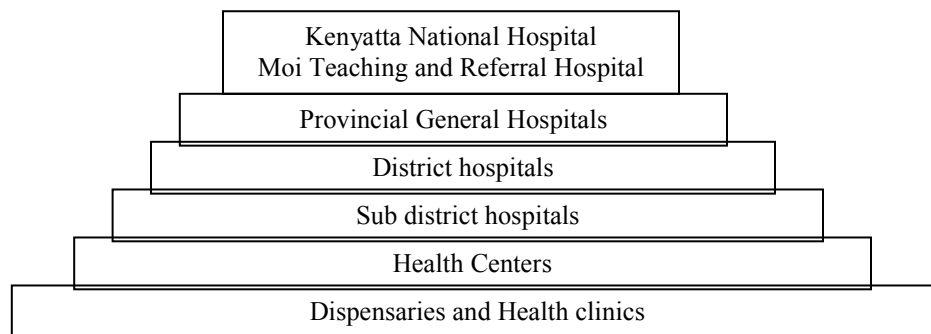 Kenyatta National Hospital
Moi Teaching and Referral Hospital
Provincial General Hospitals
District hospitals
Sub district hospitals
Health Centers
Dispensaries and Health clinics